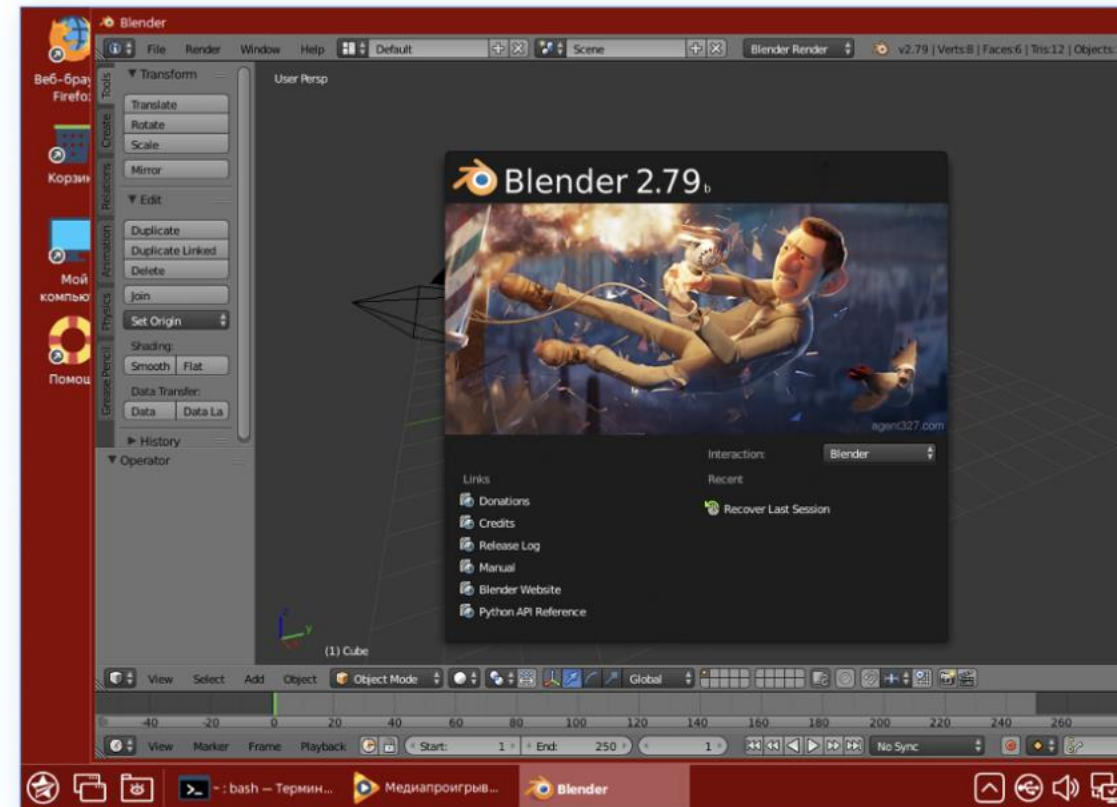 Blender
File Render Window Help Default Scene Blender Render v2.79 | Verts:8 | Faces:6 | Tris:12 | Objects:
Веб-брау
Firefo
Корзин
Мой
компью
Помощ
Tools
Create
Relations
Animation
Physics
Grease Pencil
Transform
Translate
Rotate
Scale
Mirror
Edit
Duplicate
Duplicate Linked
Delete
Join
Set Origin
Shading:
Smooth Flat
Data Transfer:
Data Data La
History
Operator
User Persp
Blender 2.79b
agent327.com
Interaction: Blender
Links
Donations
Credits
Release Log
Manual
Blender Website
Python API Reference
Recent
Recover Last Session
z
y
(1) Cube
View Select Add Object Object Mode Global
-40 -20 0 20 40 60 80 100 120 140 160 180 200 220 240 260
View Marker Frame Playback Start: 1 End: 250 1 No Sync
~ : bash — Термин... Медиапроигрыв... Blender